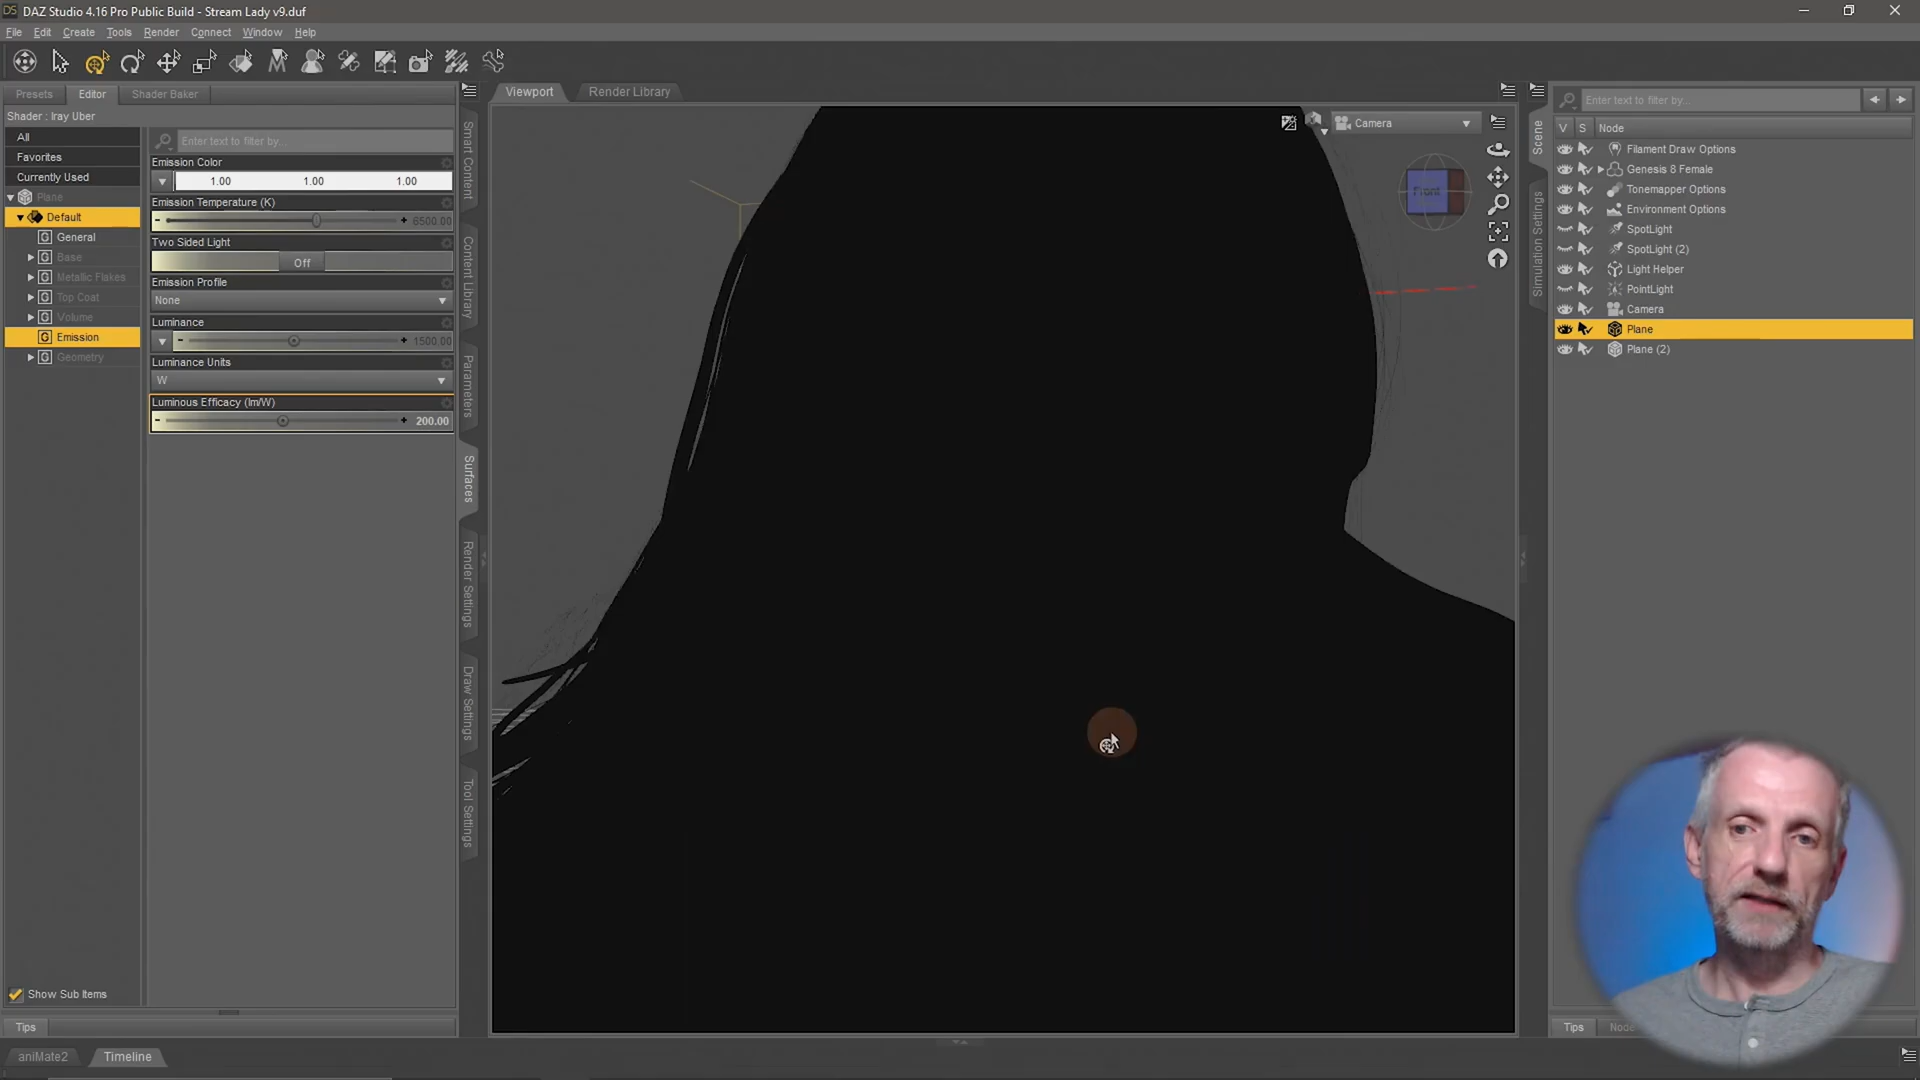 DAZ Studio 4.16 Pro Public Build - Stream Lady v9.duf
File Edit Create Tools Render Connect Window Help
Presets Editor Shader Baker
Shader : Iray Uber
All
Favorites
Currently Used
Plane
Default
General
Base
Metallic Flakes
Top Coat
Volume
Emission
Geometry
Show Sub Items
Tips
Enter text to filter by...
Emission Color
1.00 1.00 1.00
Emission Temperature (K)
6500.00
Two Sided Light
Off
Emission Profile
None
Luminance
1500.00
Luminance Units
W
Luminous Efficacy (lm/W)
200.00
Smart Content
Content Library
Parameters
Surfaces
Render Settings
Draw Settings
Tool Settings
Viewport Render Library
Camera
Front
Scene
Simulation Settings
Enter text to filter by...
V S Node
Filament Draw Options
Genesis 8 Female
Tonemapper Options
Environment Options
SpotLight
SpotLight (2)
Light Helper
PointLight
Camera
Plane
Plane (2)
Tips
aniMate2 Timeline